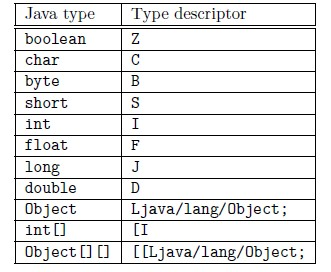 Java type Type descriptor
boolean Z
char C
byte B
short S
int I
float F
long J
double D
Object Ljava/lang/Object;
int[] [I
Object[][] [[Ljava/lang/Object;